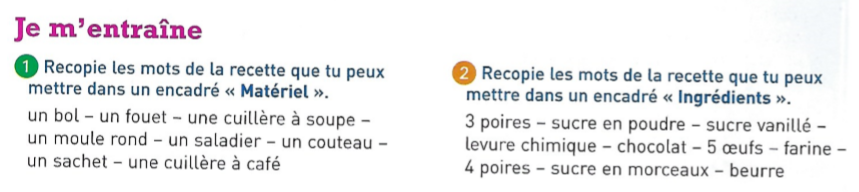 Je m'entraîne
1 Recopie les mots de la recette que tu peux
mettre dans un encadré « Matériel ».
un bol – un fouet – une cuillère à soupe –
un moule rond – un saladier – un couteau –
un sachet – une cuillère à café
2 Recopie les mots de la recette que tu peux
mettre dans un encadré « Ingrédients ».
3 poires – sucre en poudre – sucre vanillé –
levure chimique – chocolat – 5 œufs – farine –
4 poires – sucre en morceaux – beurre